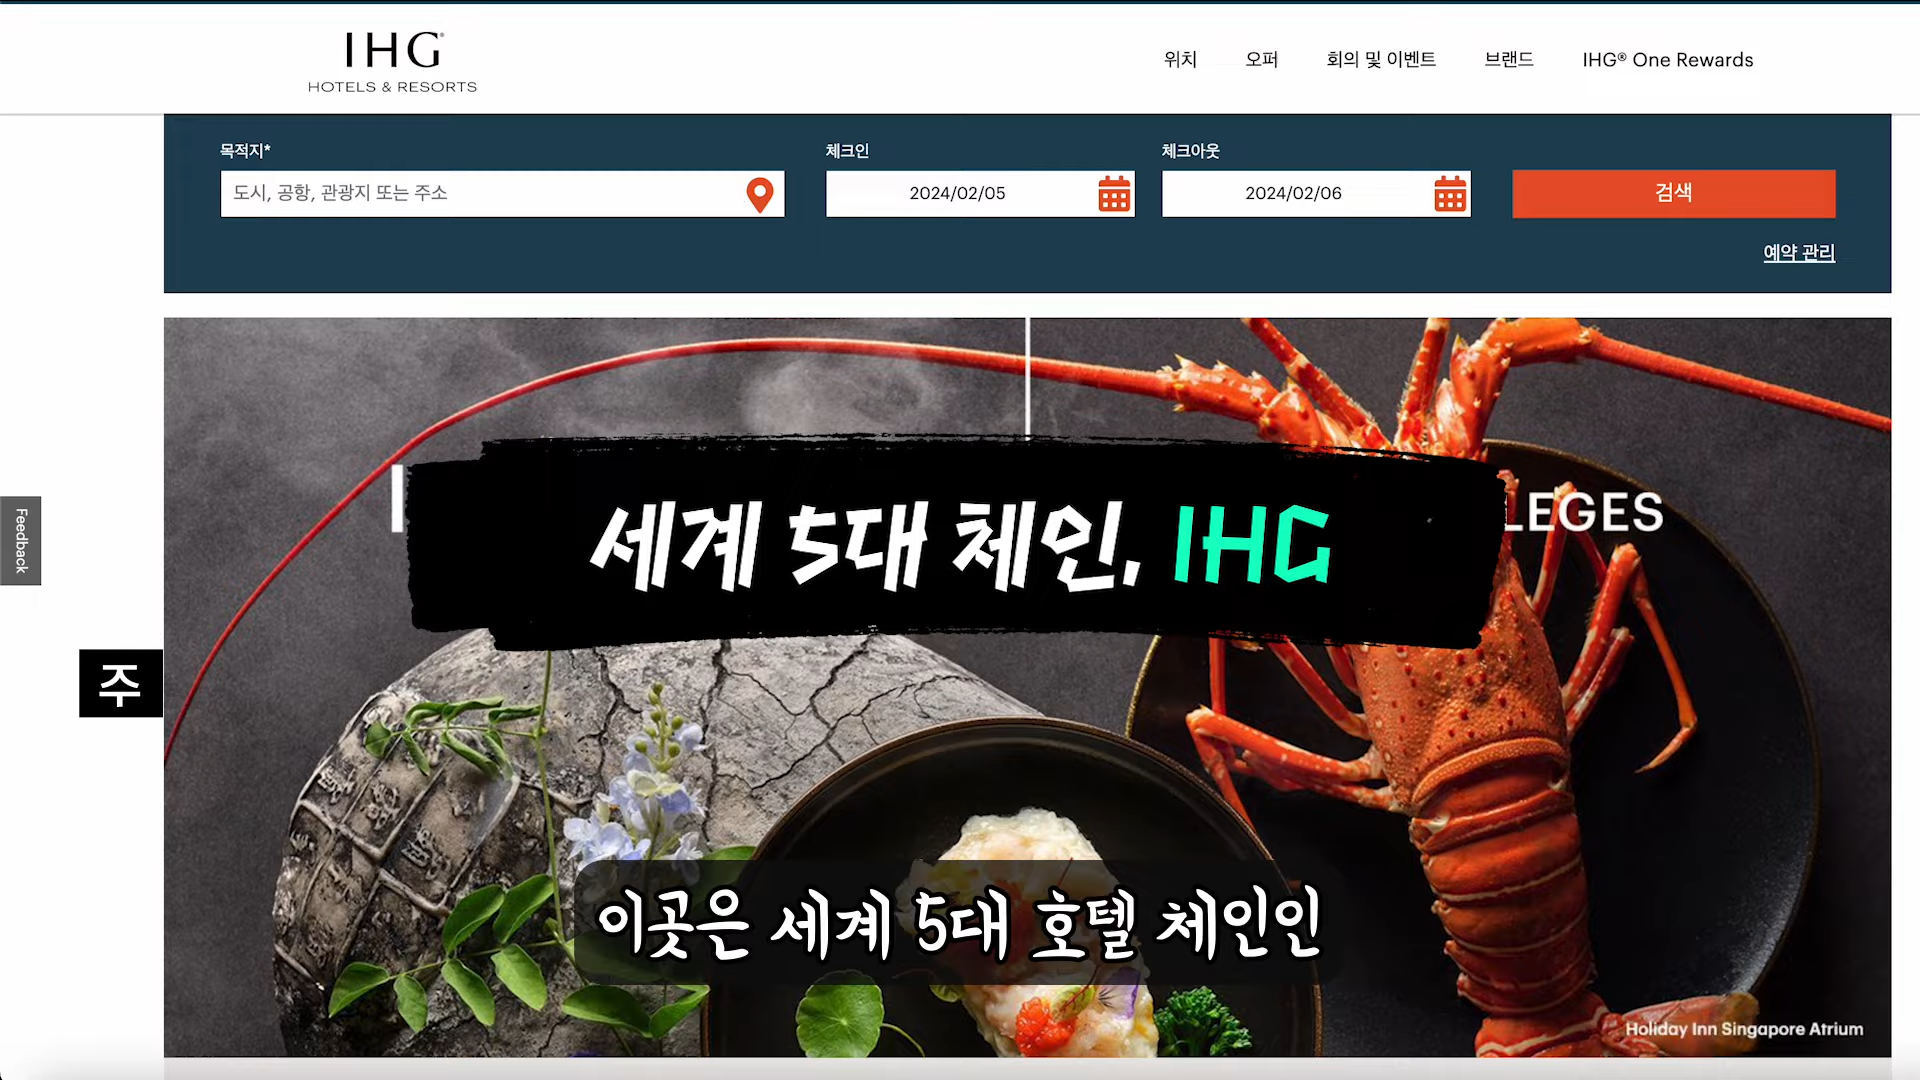 IHG
HOTELS & RESORTS
위치
오퍼
회의 및 이벤트
브랜드
IHG® One Rewards
목적지*
체크인
체크아웃
도시, 공항, 관광지 또는 주소
2024/02/05
2024/02/06
검색
예약 관리
LEGES
세계 5대 체인, IHG
Feedback
주
이곳은 세계 5대 호텔 체인인
Holiday Inn Singapore Atrium